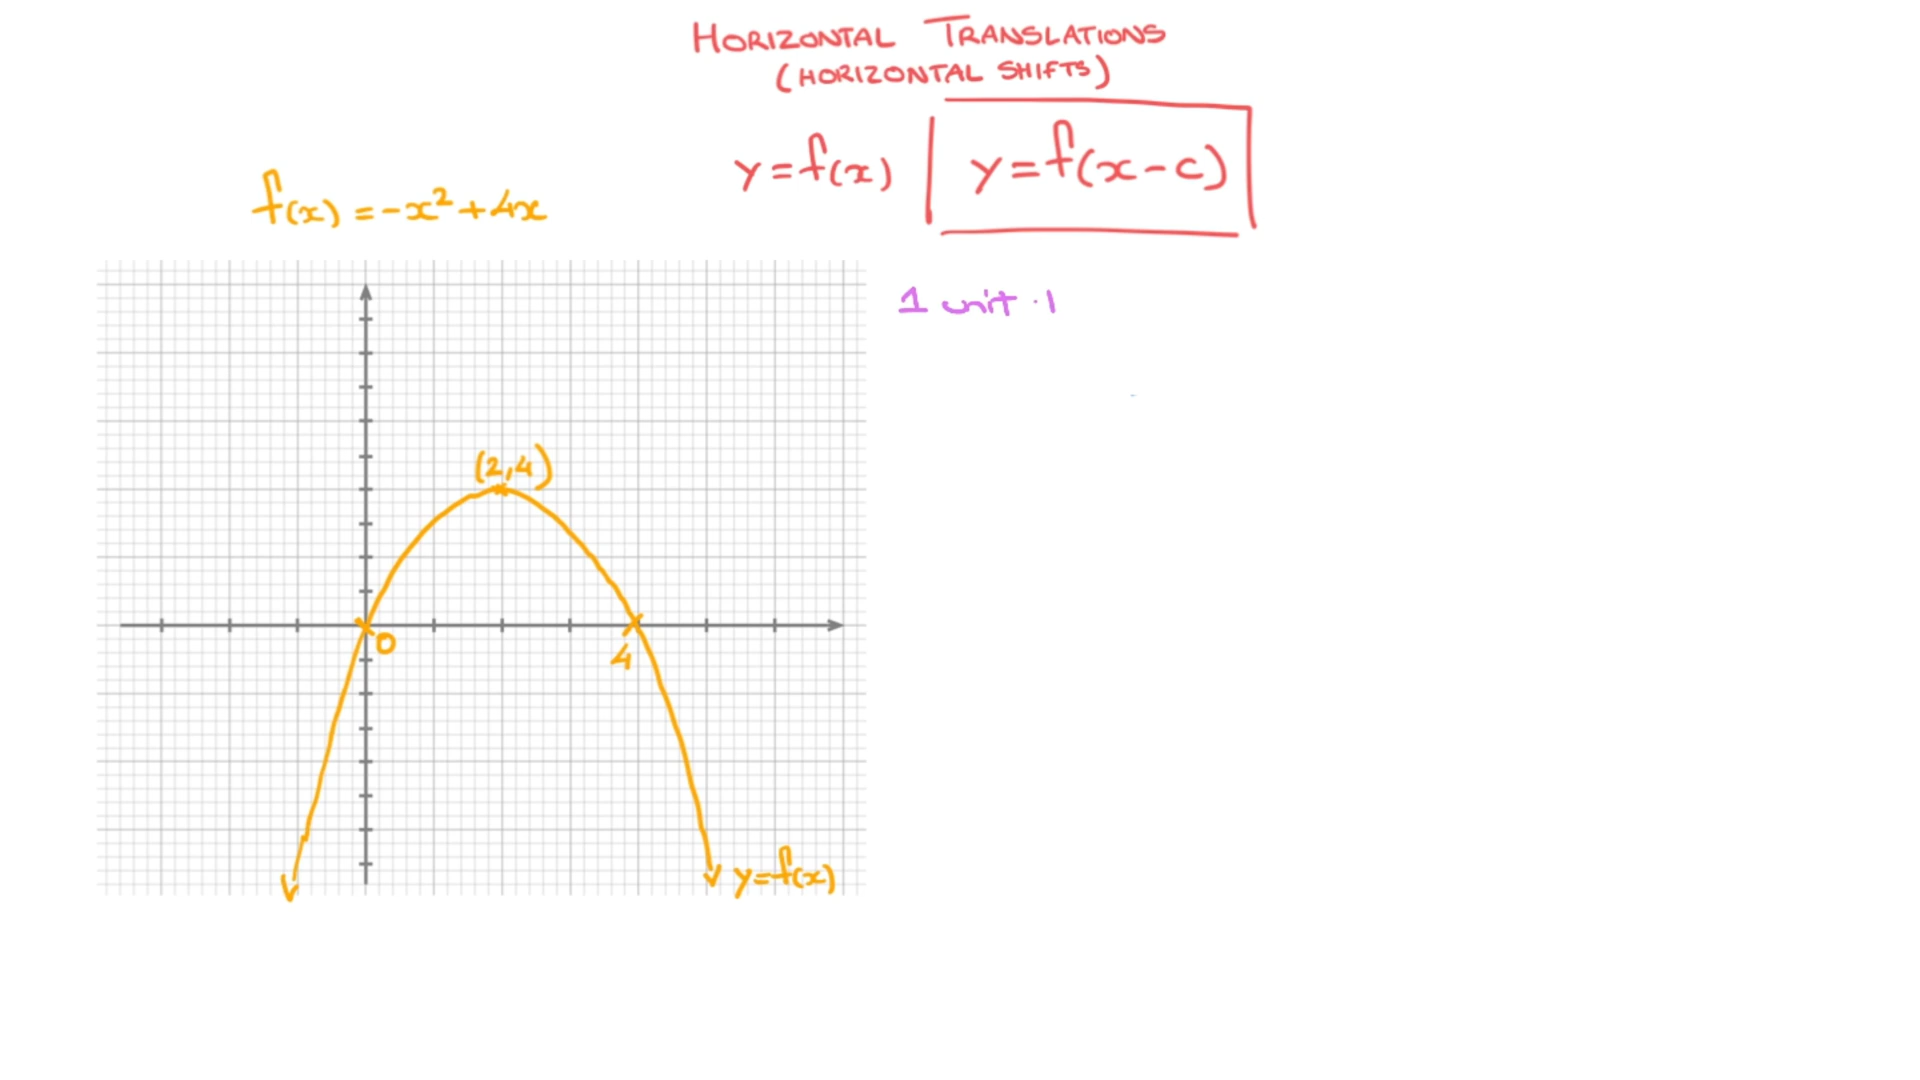 HORIZONTAL TRANSLATIONS
(HORIZONTAL SHIFTS)
y=f(x) | y=f(x-c)
f(x) = -x²+4x
1 unit
(2,4)
0
4
y=f(x)